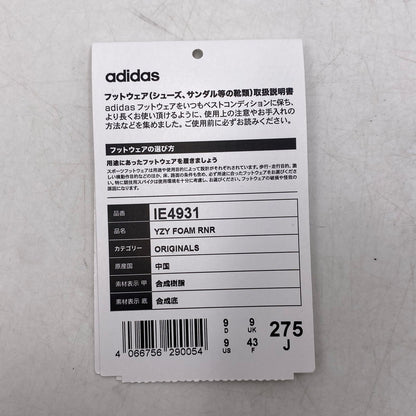 adidas
フットウェア(シューズ、サンダル等の靴類)取扱説明書
adidasフットウェアをいつもベストコンディションに保ち、
より長くお使い頂けるように、使用上の注意やお手入れの
方法などを集めました。ご使用前に必ずお読みください。
フットウェアの選び方
用途にあったフットウェアを履きましょう
品番 IE4931
品名 YZY FOAM RNR
カテゴリー ORIGINALS
原産国 中国
素材表示 甲 合成樹脂
素材表示 底 合成底
9 9 275
D UK J
9 43
US F
4 066756 290054